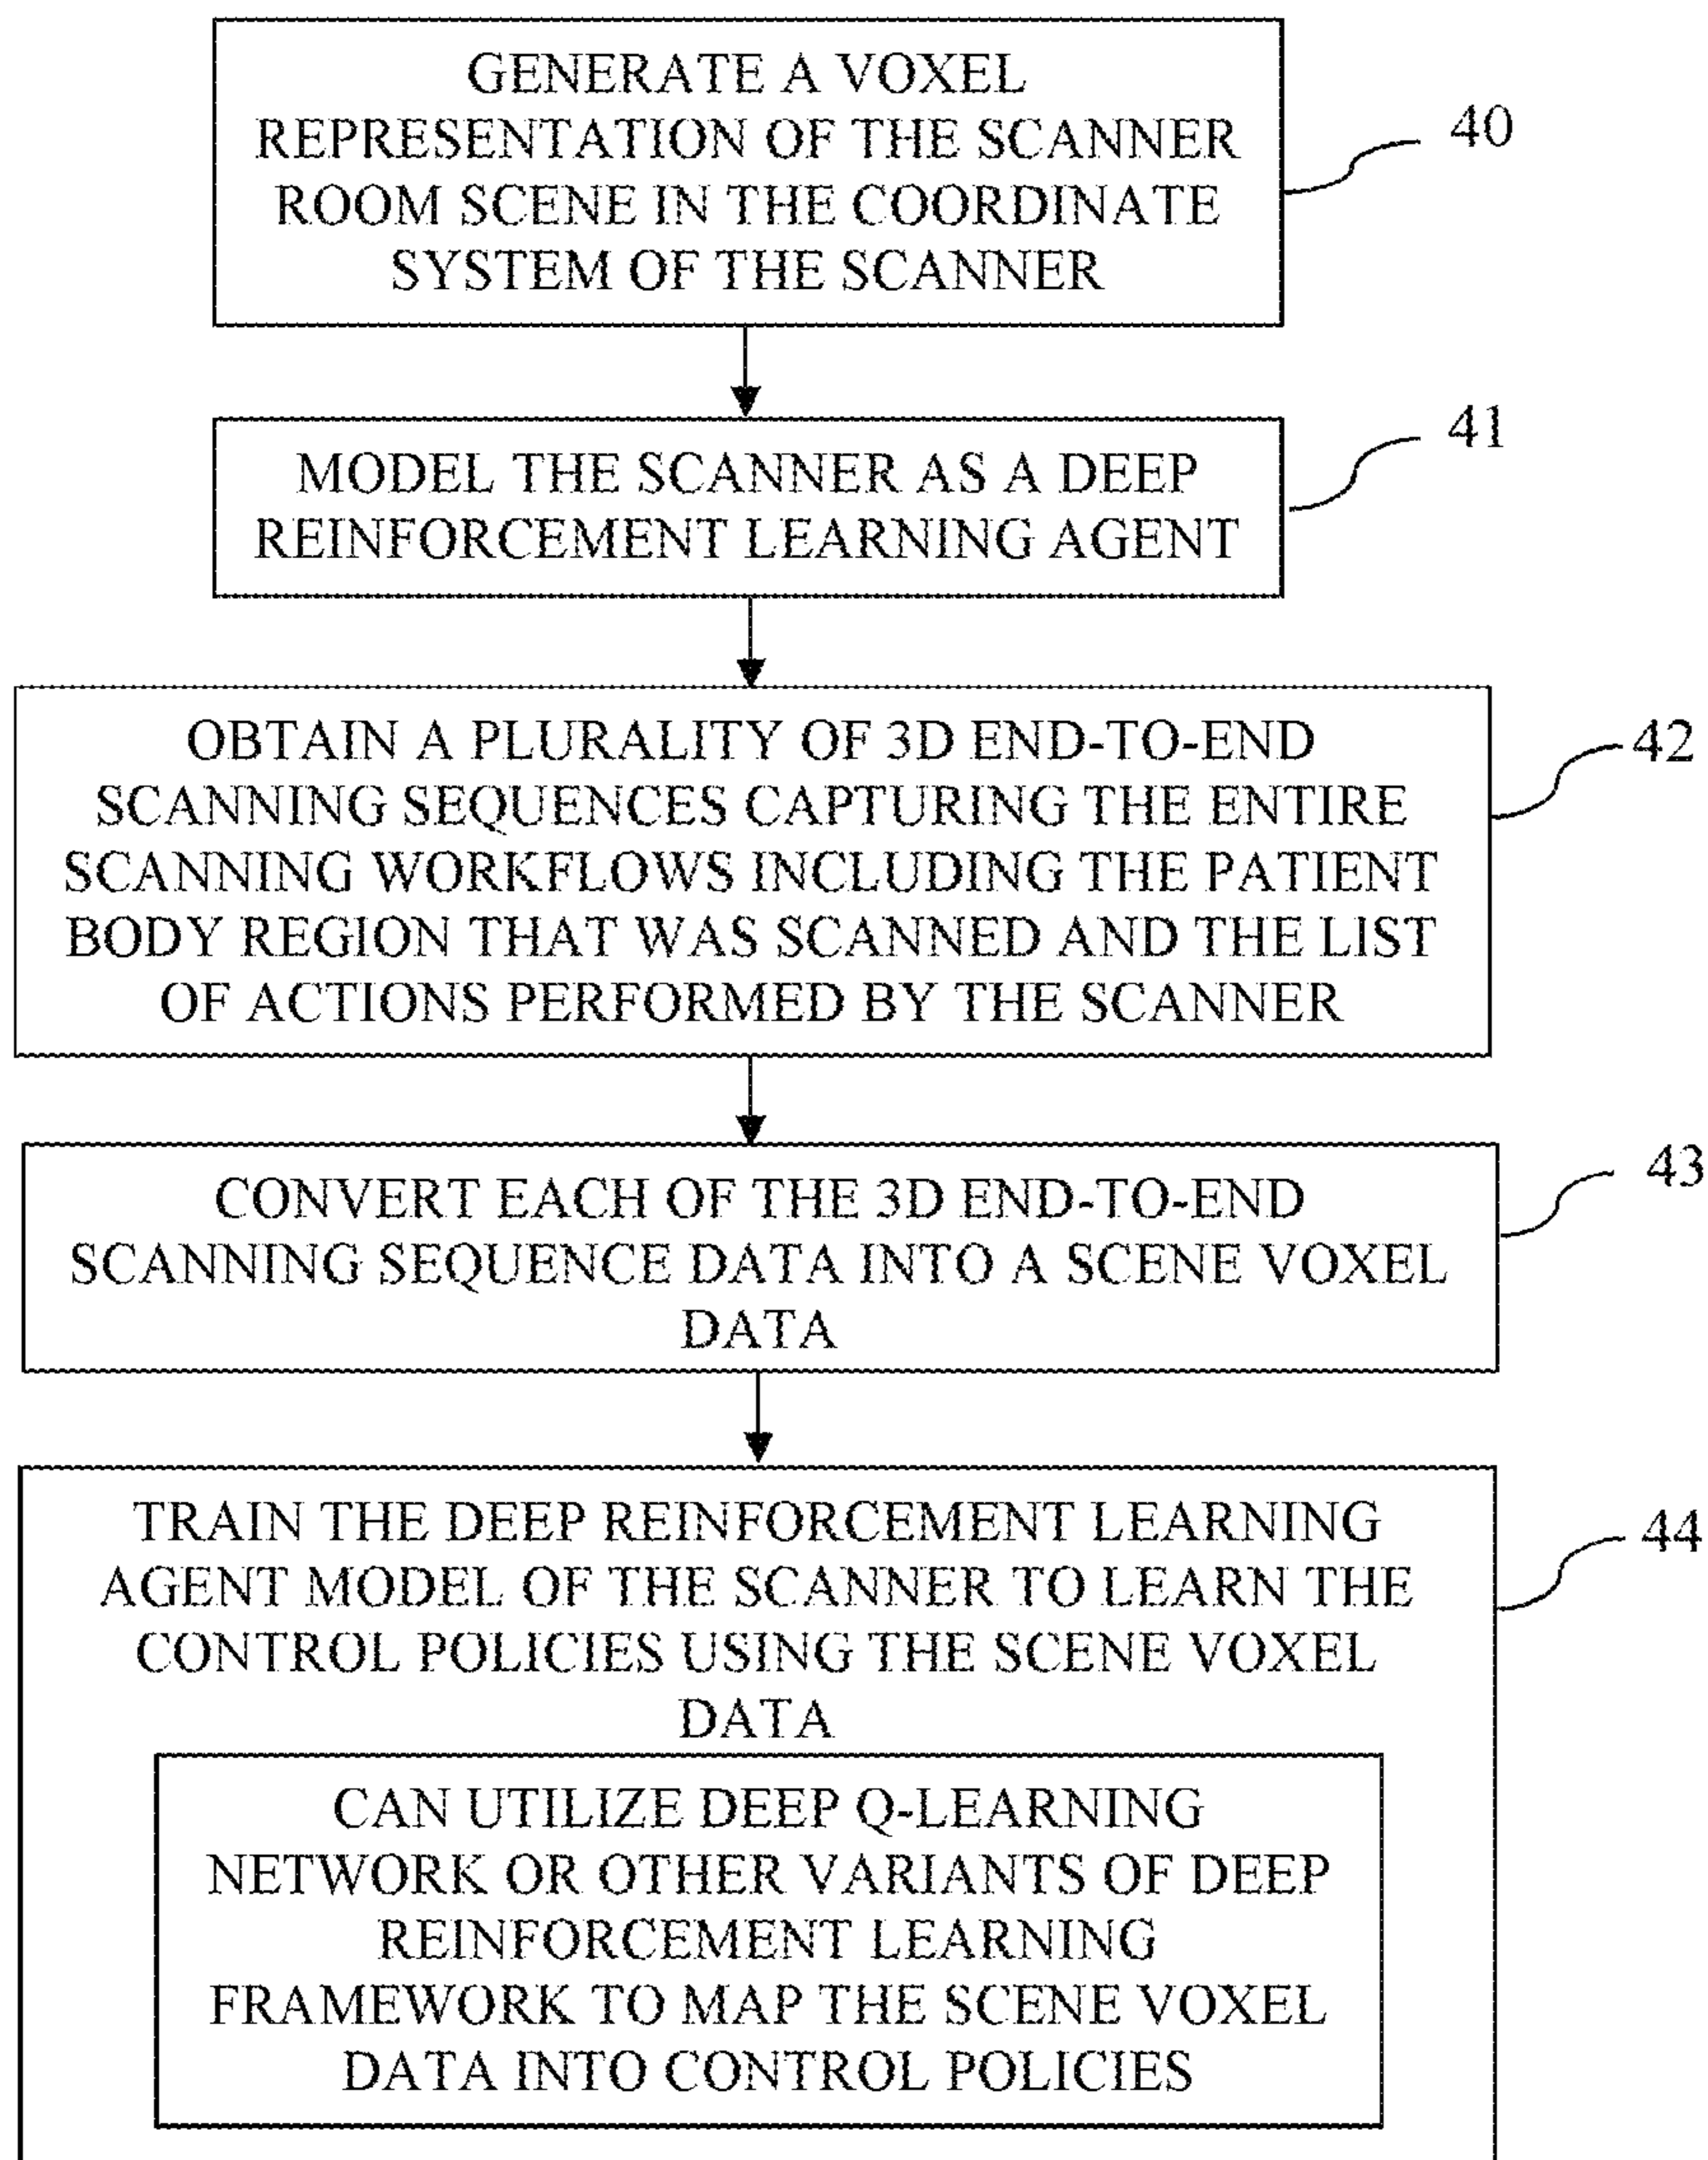 GENERATE A VOXEL
REPRESENTATION OF THE SCANNER
ROOM SCENE IN THE COORDINATE
SYSTEM OF THE SCANNER
40
MODEL THE SCANNER AS A DEEP
REINFORCEMENT LEARNING AGENT
41
OBTAIN A PLURALITY OF 3D END-TO-END
SCANNING SEQUENCES CAPTURING THE ENTIRE
SCANNING WORKFLOWS INCLUDING THE PATIENT
BODY REGION THAT WAS SCANNED AND THE LIST
OF ACTIONS PERFORMED BY THE SCANNER
42
CONVERT EACH OF THE 3D END-TO-END
SCANNING SEQUENCE DATA INTO A SCENE VOXEL
DATA
43
TRAIN THE DEEP REINFORCEMENT LEARNING
AGENT MODEL OF THE SCANNER TO LEARN THE
CONTROL POLICIES USING THE SCENE VOXEL
DATA
44
CAN UTILIZE DEEP Q-LEARNING
NETWORK OR OTHER VARIANTS OF DEEP
REINFORCEMENT LEARNING
FRAMEWORK TO MAP THE SCENE VOXEL
DATA INTO CONTROL POLICIES